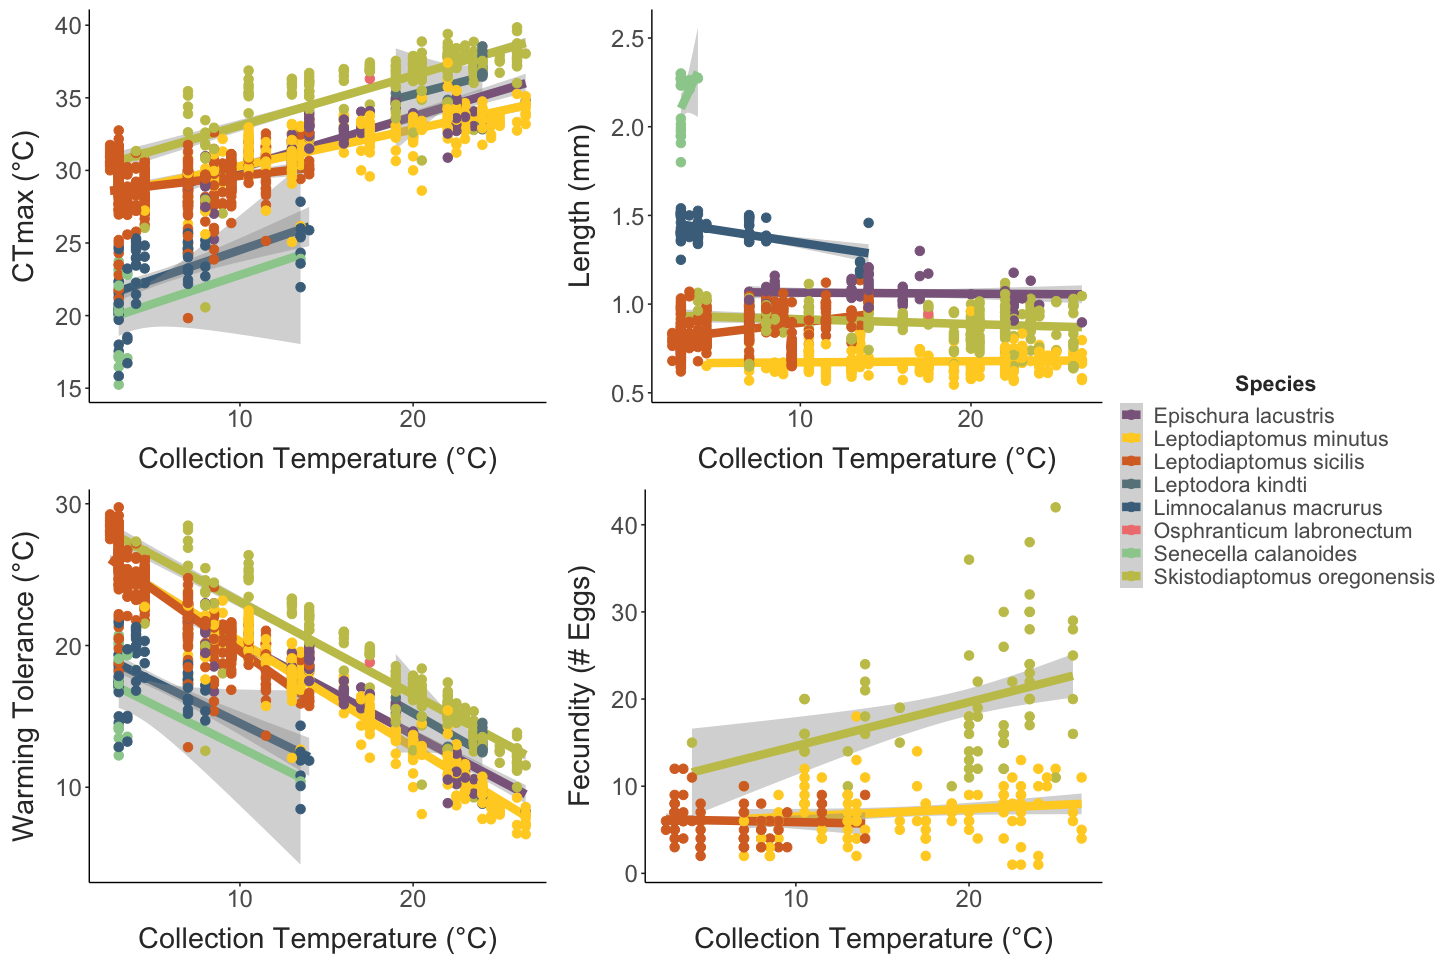 40
35
30
25
20
15
CTmax (°C)
10
20
Collection Temperature (°C)
2.5
2.0
1.5
1.0
0.5
Length (mm)
10
20
Collection Temperature (°C)
30
20
10
Warming Tolerance (°C)
10
20
Collection Temperature (°C)
40
30
20
10
0
Fecundity (# Eggs)
10
20
Collection Temperature (°C)
Species
Epischura lacustris
Leptodiaptomus minutus
Leptodiaptomus sicilis
Leptodora kindti
Limnocalanus macrurus
Osphranticum labronectum
Senecella calanoides
Skistodiaptomus oregonensis